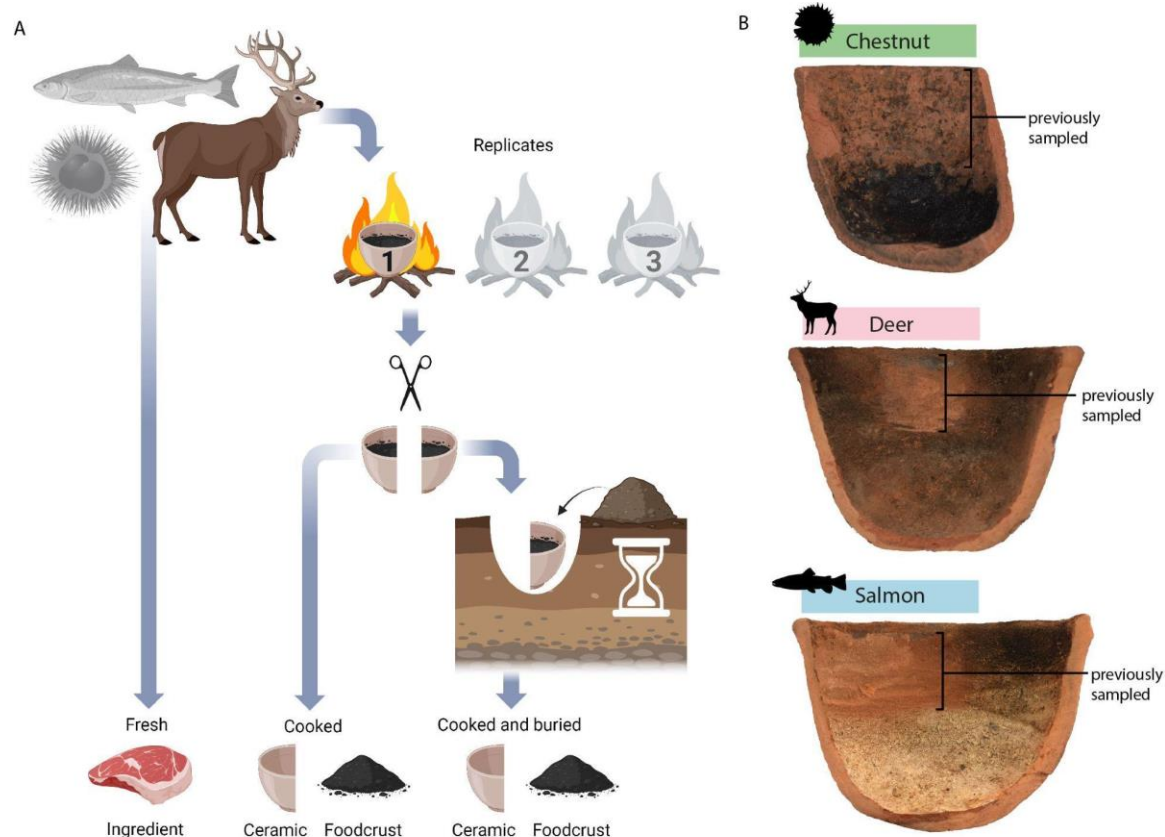 A
Replicates
1
2
3
Fresh
Cooked
Cooked and buried
Ingredient
Ceramic
Foodcrust
Ceramic
Foodcrust
B
Chestnut
previously
sampled
Deer
previously
sampled
Salmon
previously
sampled